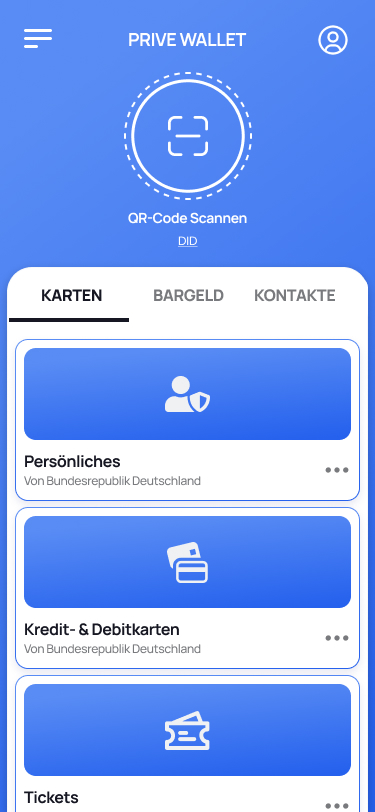 PRIVE WALLET
QR-Code Scannen
DID
KARTEN BARGELD KONTAKTE
Persönliches
Von Bundesrepublik Deutschland
Kredit- & Debitkarten
Von Bundesrepublik Deutschland
Tickets